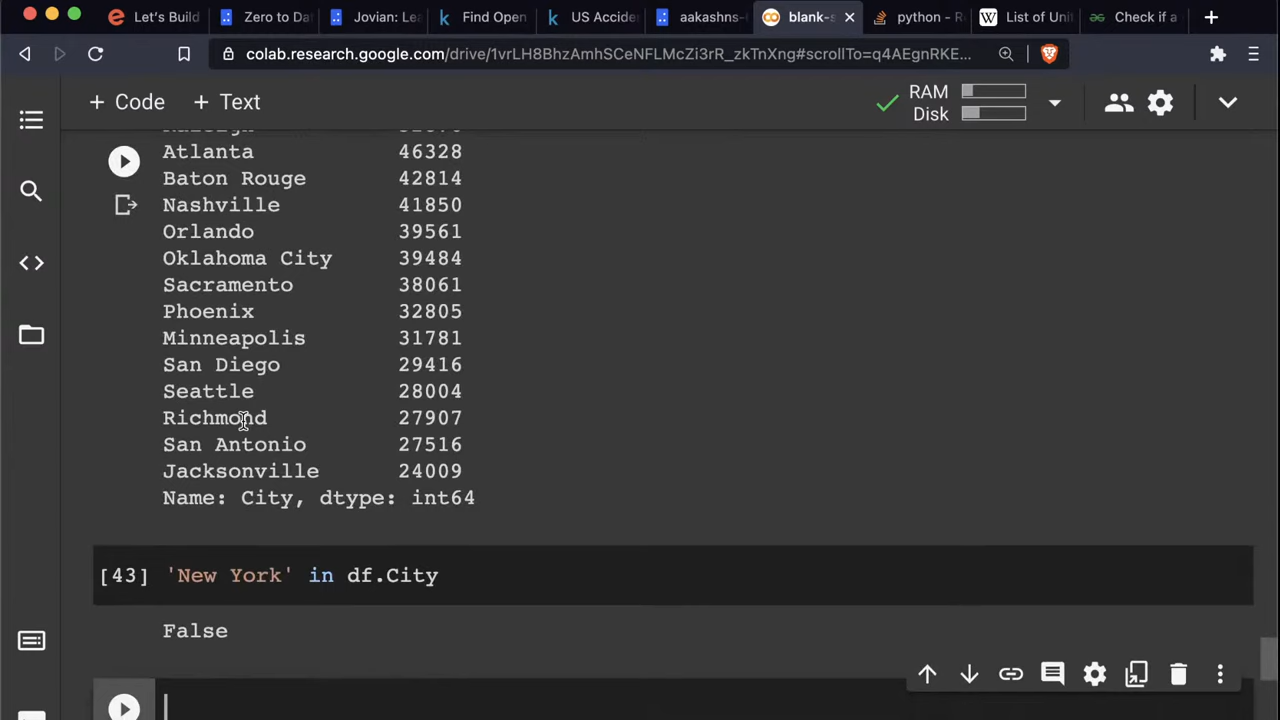 Let's Build
Zero to Da
Jovian: Lea
Find Open
US Accide
aakashns-
blank-s
python - R
List of Uni
Check if a
colab.research.google.com/drive/1vrLH8BhzAmhSCeNFLMcZi3rR_zkTnXng#scrollTo=q4AEgnRKE...
+ Code + Text
RAM
Disk
Atlanta 46328
Baton Rouge 42814
Nashville 41850
Orlando 39561
Oklahoma City 39484
Sacramento 38061
Phoenix 32805
Minneapolis 31781
San Diego 29416
Seattle 28004
Richmond 27907
San Antonio 27516
Jacksonville 24009
Name: City, dtype: int64
[43] 'New York' in df.City
False